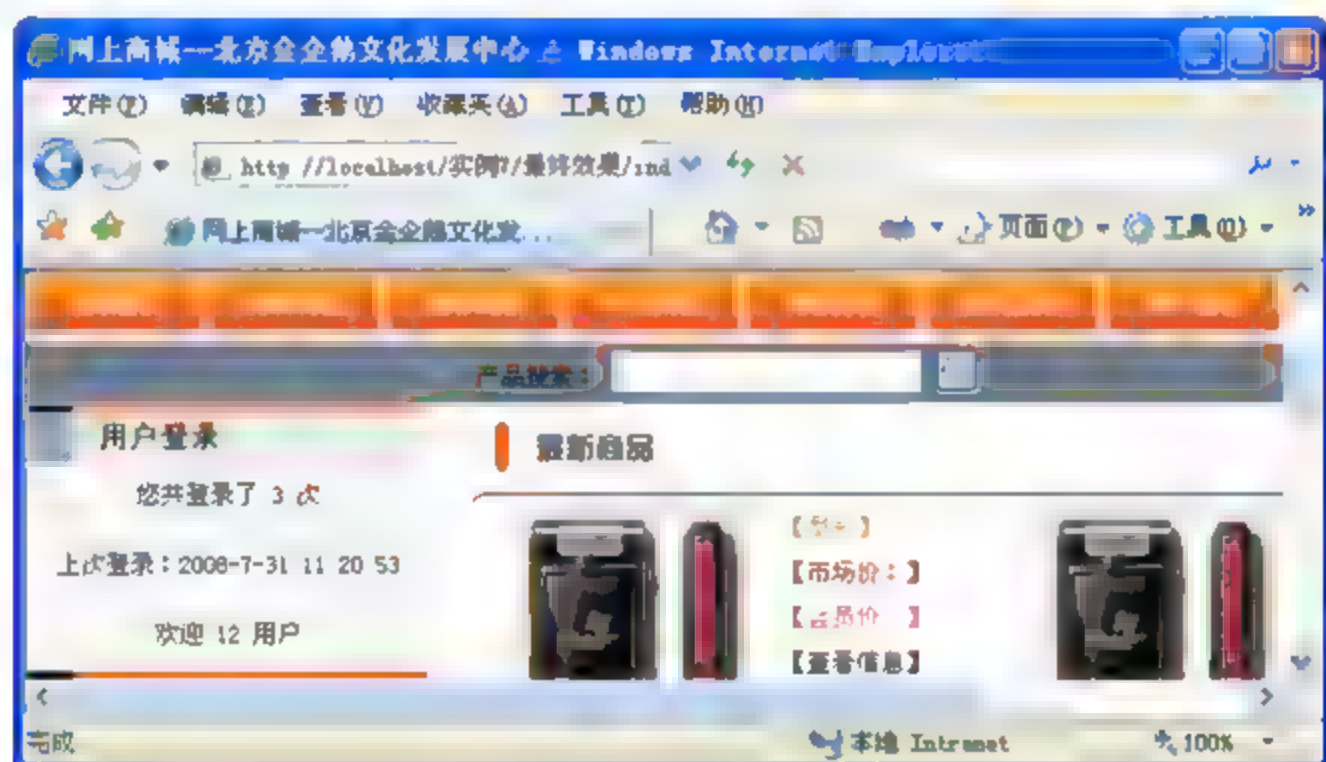 网上商城--北京金企鹅文化发展中心 - Windows Internet Explorer
文件(F) 编辑(E) 查看(V) 收藏夹(A) 工具(T) 帮助(H)
http //localhost/实例7/最终效果/ind
网上商城--北京金企鹅文化发... 页面(P) 工具(O)
产品搜索:
用户登录
最新商品
您共登录了 3 次
上次登录:2008-7-31 11 20 53
欢迎 12 用户
【市场价:】
【会员价 】
【查看信息】
完成 本地 Intranet 100%